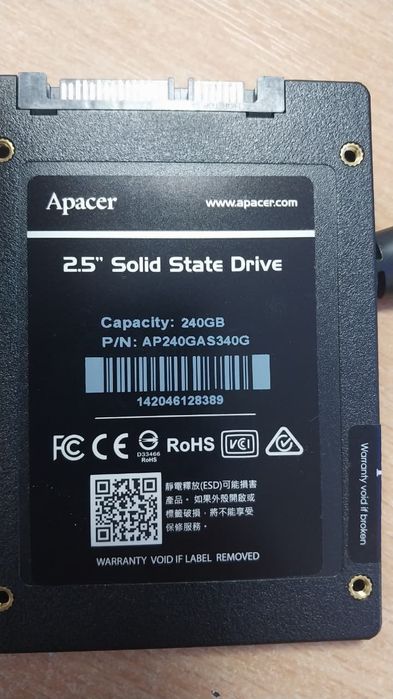 Apacer
www.apacer.com
2.5" Solid State Drive
Capacity: 240GB
P/N: AP240GAS340G
142046128389
FC CE D33466 RoHS RoHS VCI
靜電釋放(ESD)可能損害
產品。如果外殼開啟或
標籤破損，將不能享受
保修服務。
WARRANTY VOID IF LABEL REMOVED
Warranty void if broken